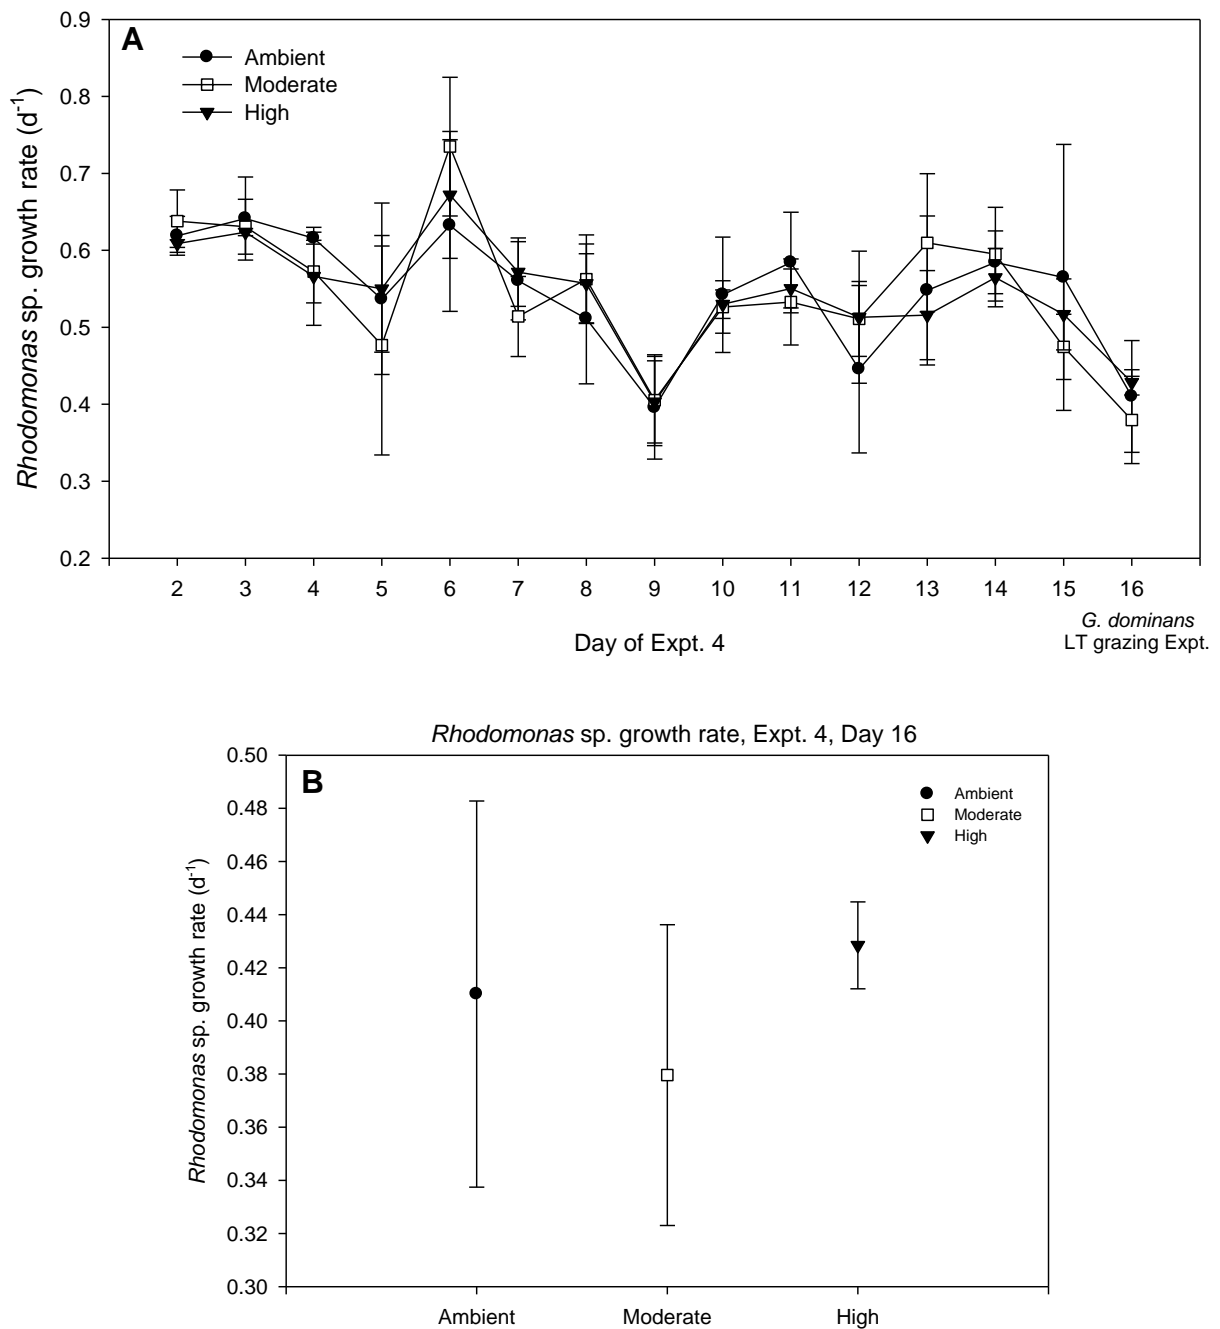 A
Ambient
Moderate
High
Rhodomonas sp. growth rate (d-1)
0.9
0.8
0.7
0.6
0.5
0.4
0.3
0.2
2 3 4 5 6 7 8 9 10 11 12 13 14 15 16
G. dominans
LT grazing Expt.
Day of Expt. 4
Rhodomonas sp. growth rate, Expt. 4, Day 16
B
Ambient
Moderate
High
Rhodomonas sp. growth rate (d-1)
0.50
0.48
0.46
0.44
0.42
0.40
0.38
0.36
0.34
0.32
0.30
Ambient Moderate High